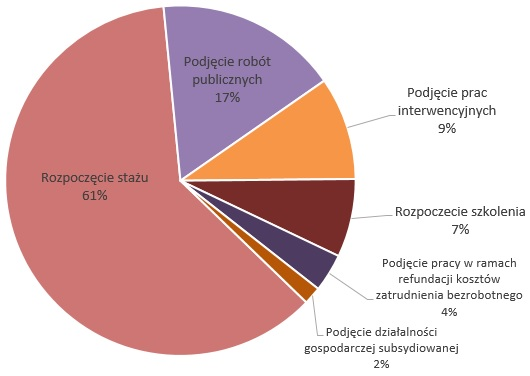 Podjęcie robót
publicznych
17%
Podjęcie prac
interwencyjnych
9%
Rozpoczęcie stażu
61%
Rozpoczecie szkolenia
7%
Podjęcie pracy w ramach
refundacji kosztów
zatrudnienia bezrobotnego
4%
Podjęcie działalności
gospodarczej subsydiowanej
2%